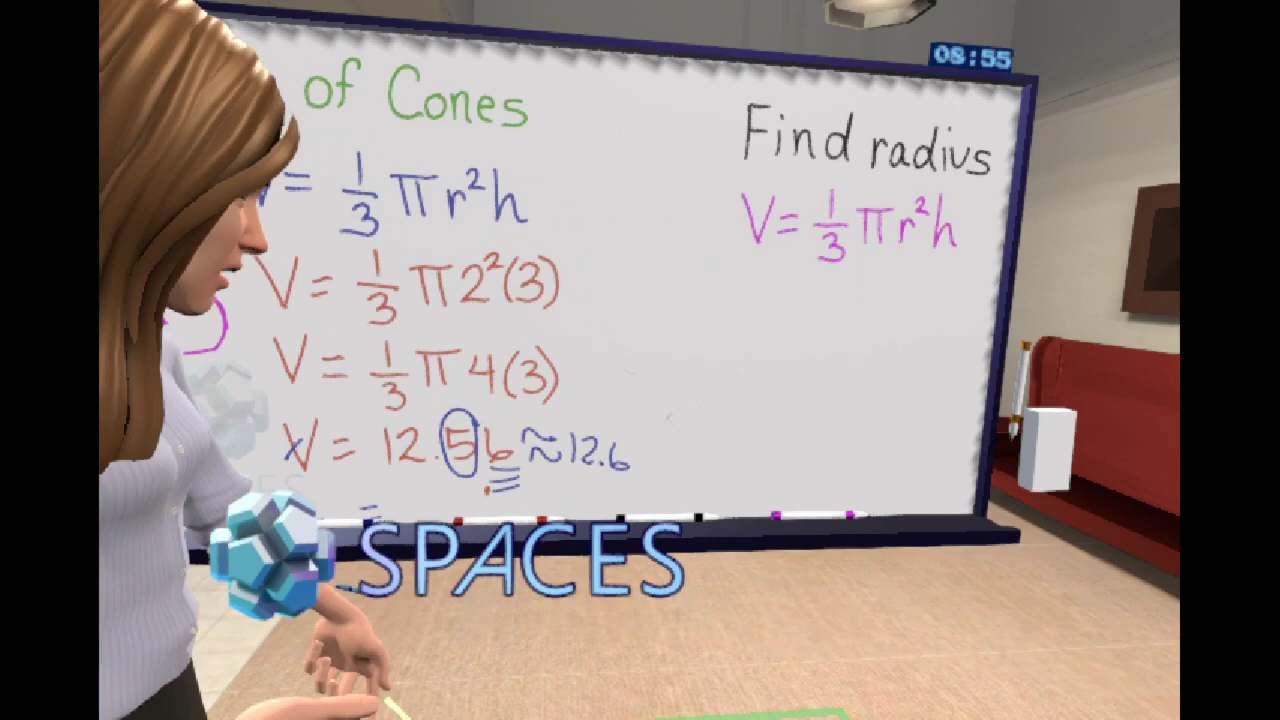 of Cones
V = 1/3 πr²h
V = 1/3 π2²(3)
V = 1/3 π4(3)
V = 12.56 ≈ 12.6
Find radius
V = 1/3 πr²h
08:55
SPACES